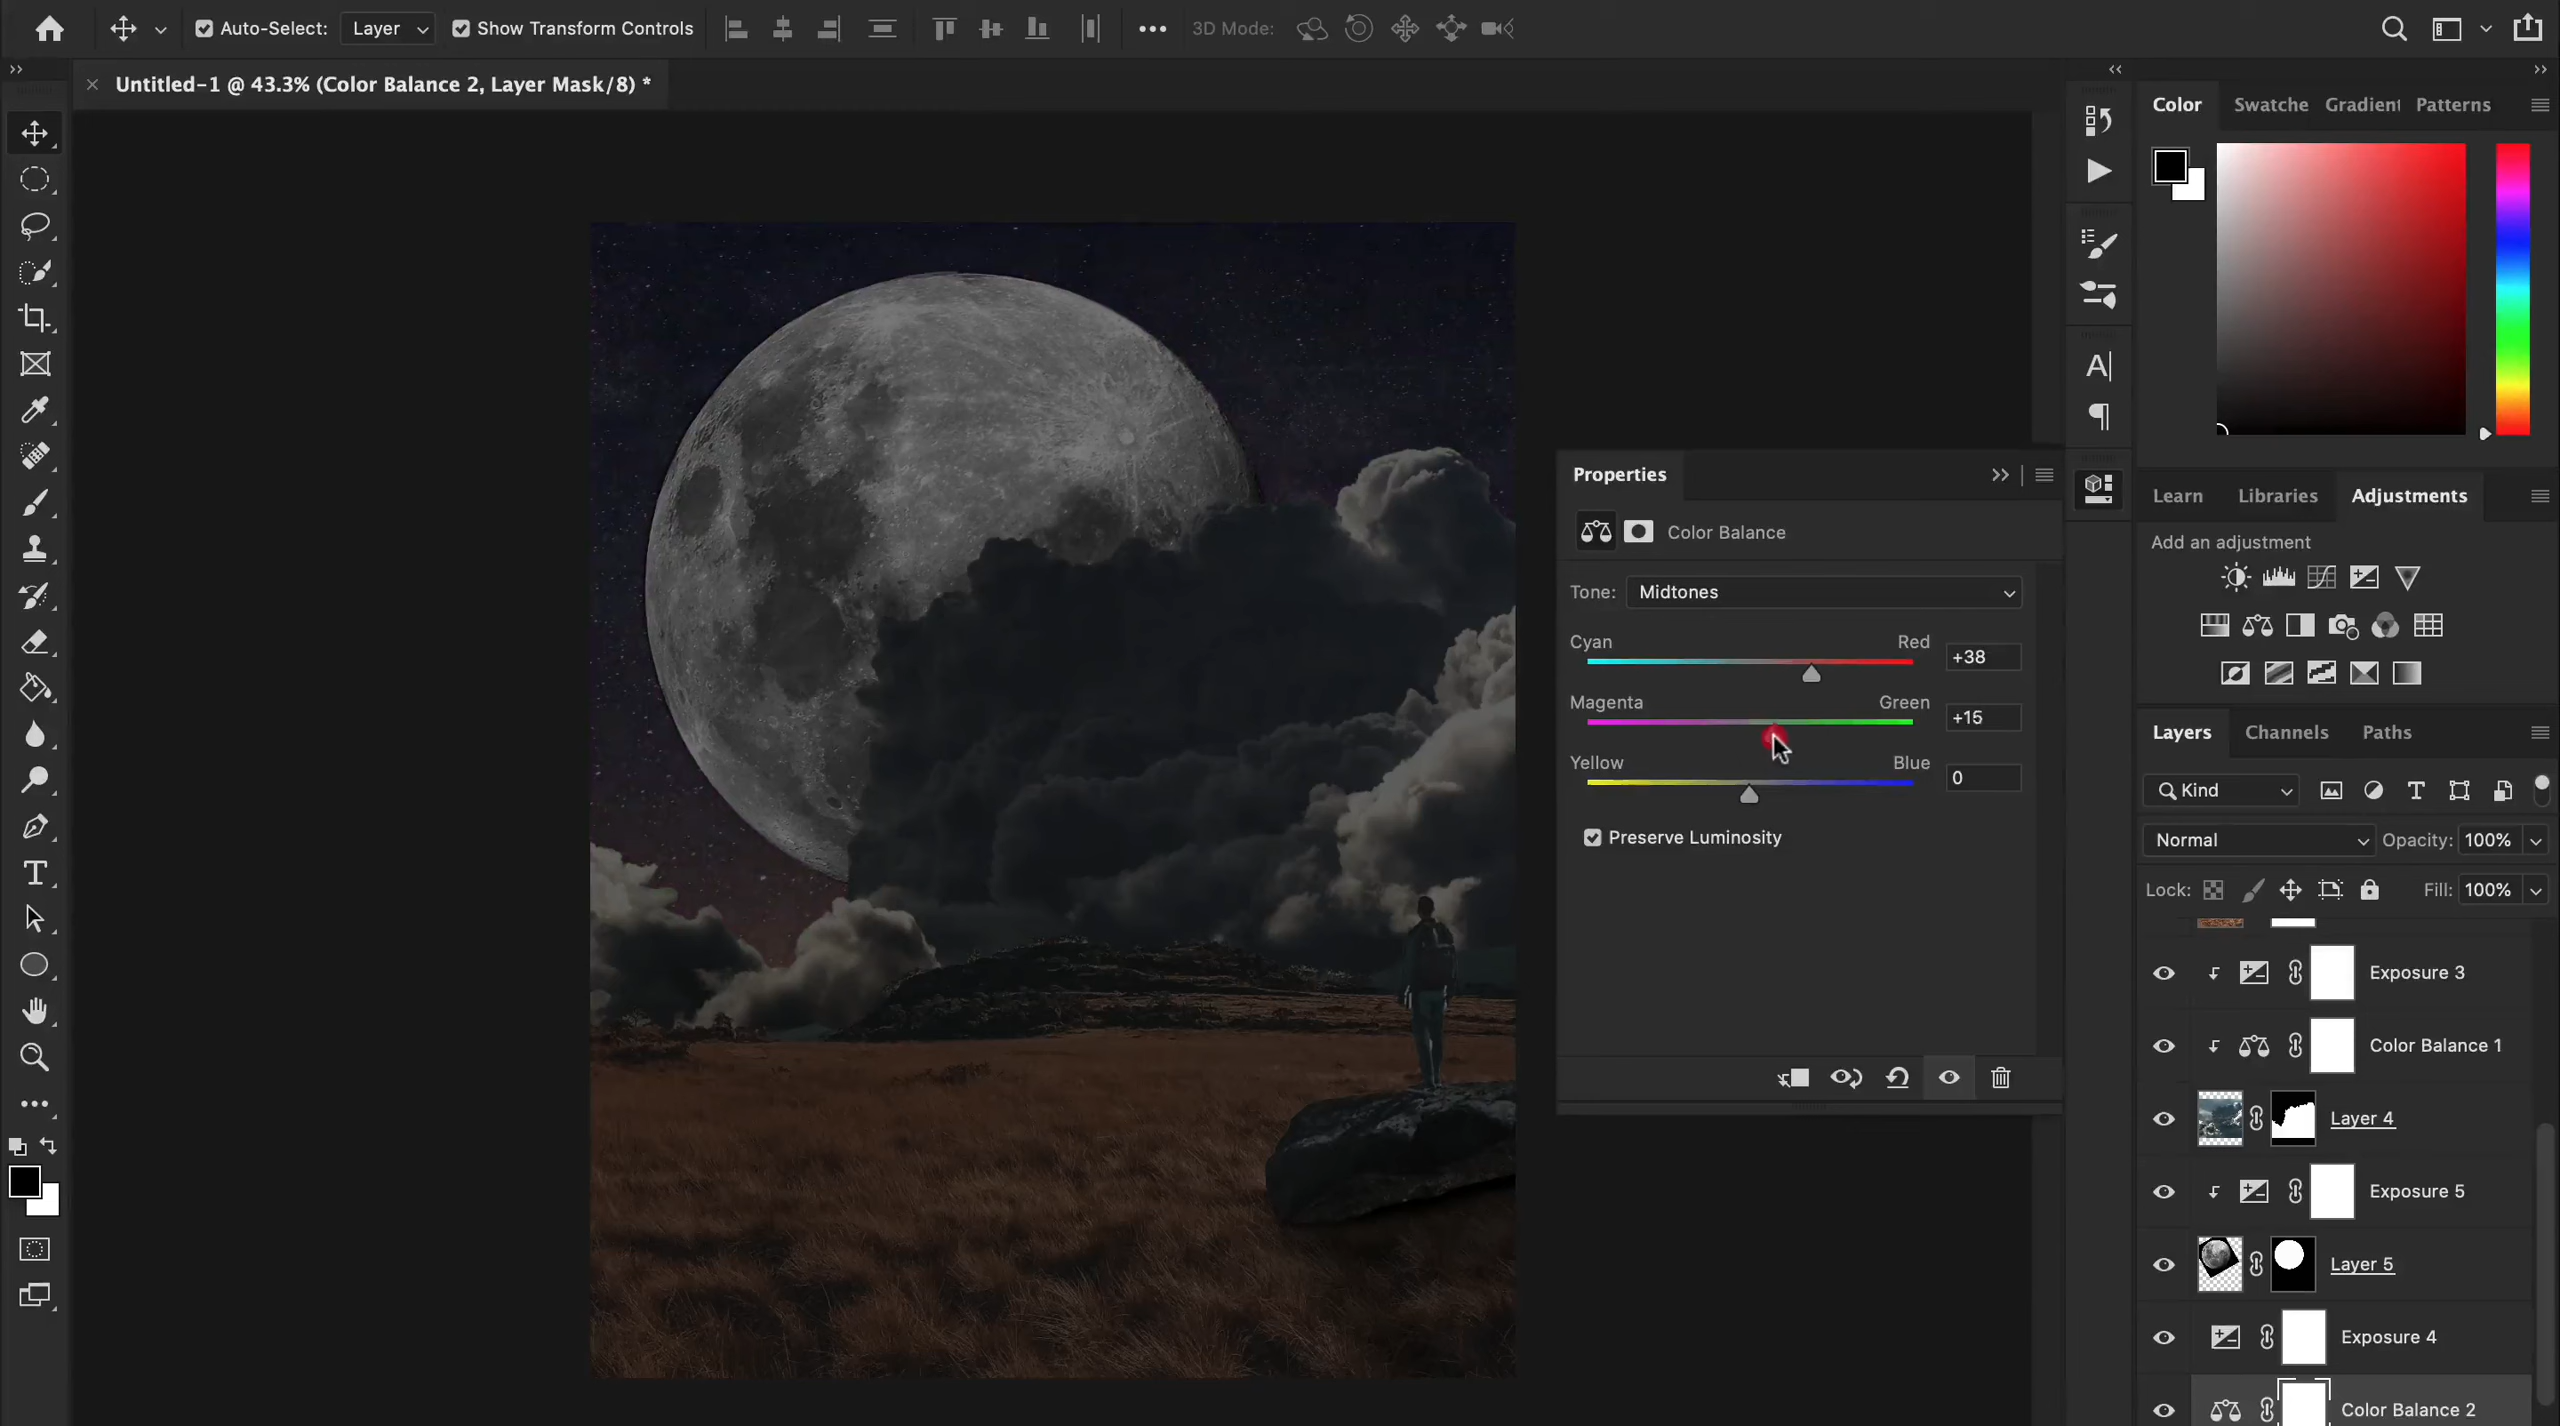 Auto-Select: Layer Show Transform Controls 3D Mode:
Untitled-1 @ 43.3% (Color Balance 2, Layer Mask/8) *
Color Swatche Gradient Patterns
Properties
Color Balance
Tone: Midtones
Cyan Red +38
Magenta Green +15
Yellow Blue 0
Preserve Luminosity
Learn Libraries Adjustments
Add an adjustment
Layers Channels Paths
Kind
Normal Opacity: 100%
Lock: Fill: 100%
Exposure 3
Color Balance 1
Layer 4
Exposure 5
Layer 5
Exposure 4
Color Balance 2